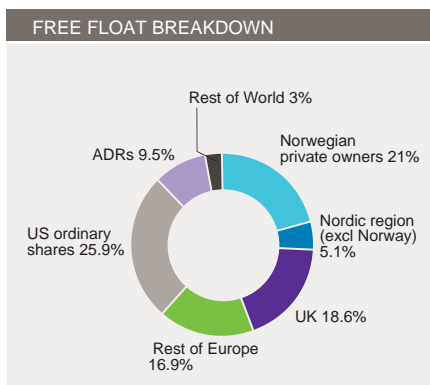 FREE FLOAT BREAKDOWN
Rest of World 3%
Norwegian
private owners 21%
ADRs 9.5%
Nordic region
(excl Norway)
5.1%
US ordinary
shares 25.9%
UK 18.6%
Rest of Europe
16.9%